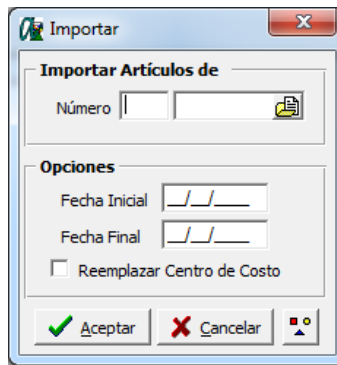 Importar
Importar Artículos de
Número
Opciones
Fecha Inicial __/__/____
Fecha Final __/__/____
Reemplazar Centro de Costo
Aceptar Cancelar